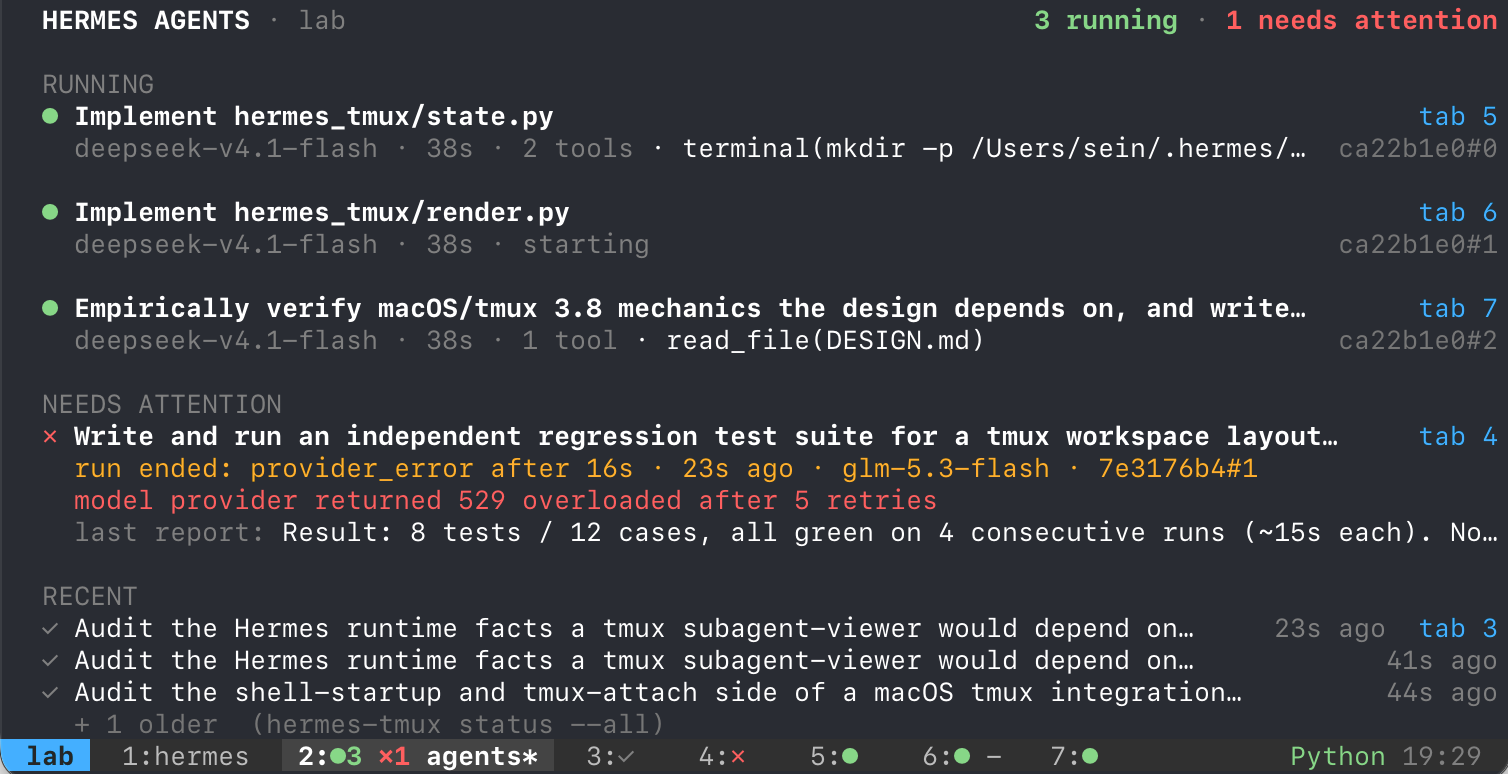 HERMES AGENTS · lab 3 running · 1 needs attention
RUNNING
● Implement hermes_tmux/state.py tab 5
deepseek-v4.1-flash · 38s · 2 tools · terminal(mkdir -p /Users/sein/.hermes/… ca22b1e0#0
● Implement hermes_tmux/render.py tab 6
deepseek-v4.1-flash · 38s · starting ca22b1e0#1
● Empirically verify macOS/tmux 3.8 mechanics the design depends on, and write… tab 7
deepseek-v4.1-flash · 38s · 1 tool · read_file(DESIGN.md) ca22b1e0#2
NEEDS ATTENTION
× Write and run an independent regression test suite for a tmux workspace layout… tab 4
run ended: provider_error after 16s · 23s ago · glm-5.3-flash · 7e3176b4#1
model provider returned 529 overloaded after 5 retries
last report: Result: 8 tests / 12 cases, all green on 4 consecutive runs (~15s each). No…
RECENT
✓ Audit the Hermes runtime facts a tmux subagent-viewer would depend on… 23s ago tab 3
✓ Audit the Hermes runtime facts a tmux subagent-viewer would depend on… 41s ago
✓ Audit the shell-startup and tmux-attach side of a macOS tmux integration… 44s ago
+ 1 older (hermes-tmux status --all)
lab 1:hermes 2:●3 ×1 agents* 3:✓ 4:× 5:● 6:● - 7:● Python 19:29